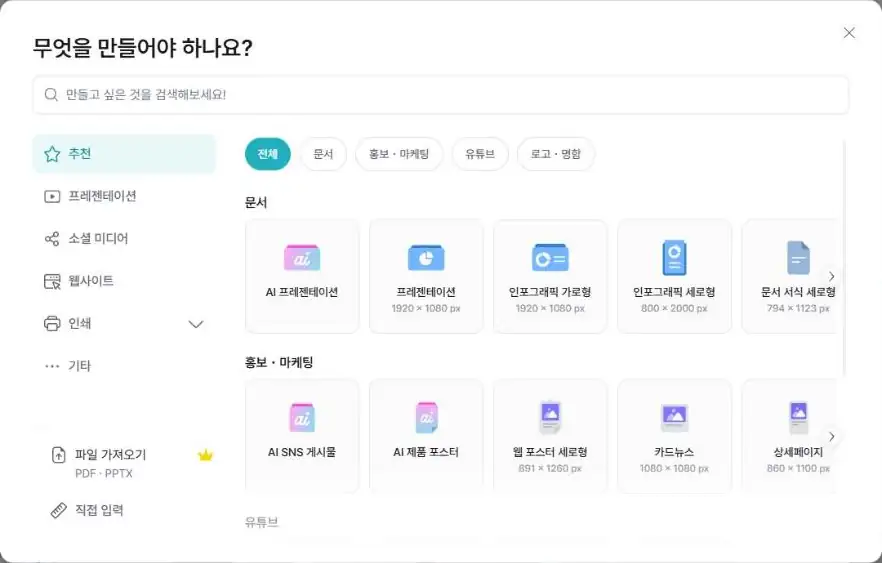 무엇을 만들어야 하나요?
만들고 싶은 것을 검색해보세요!
추천
프레젠테이션
소셜 미디어
웹사이트
인쇄
기타
파일 가져오기
PDF · PPTX
직접 입력
전체 문서 홍보 · 마케팅 유튜브 로고 · 명함
문서
ai ai
AI 프레젠테이션 프레젠테이션 인포그래픽 가로형 인포그래픽 세로형 문서 서식 세로형
1920 × 1080 px 1920 × 1080 px 800 × 2000 px 794 × 1123 px
홍보 · 마케팅
ai ai
AI SNS 게시물 AI 제품 포스터 웹 포스터 세로형 카드뉴스 상세페이지
891 × 1260 px 1080 × 1080 px 860 × 1100 px
유튜브